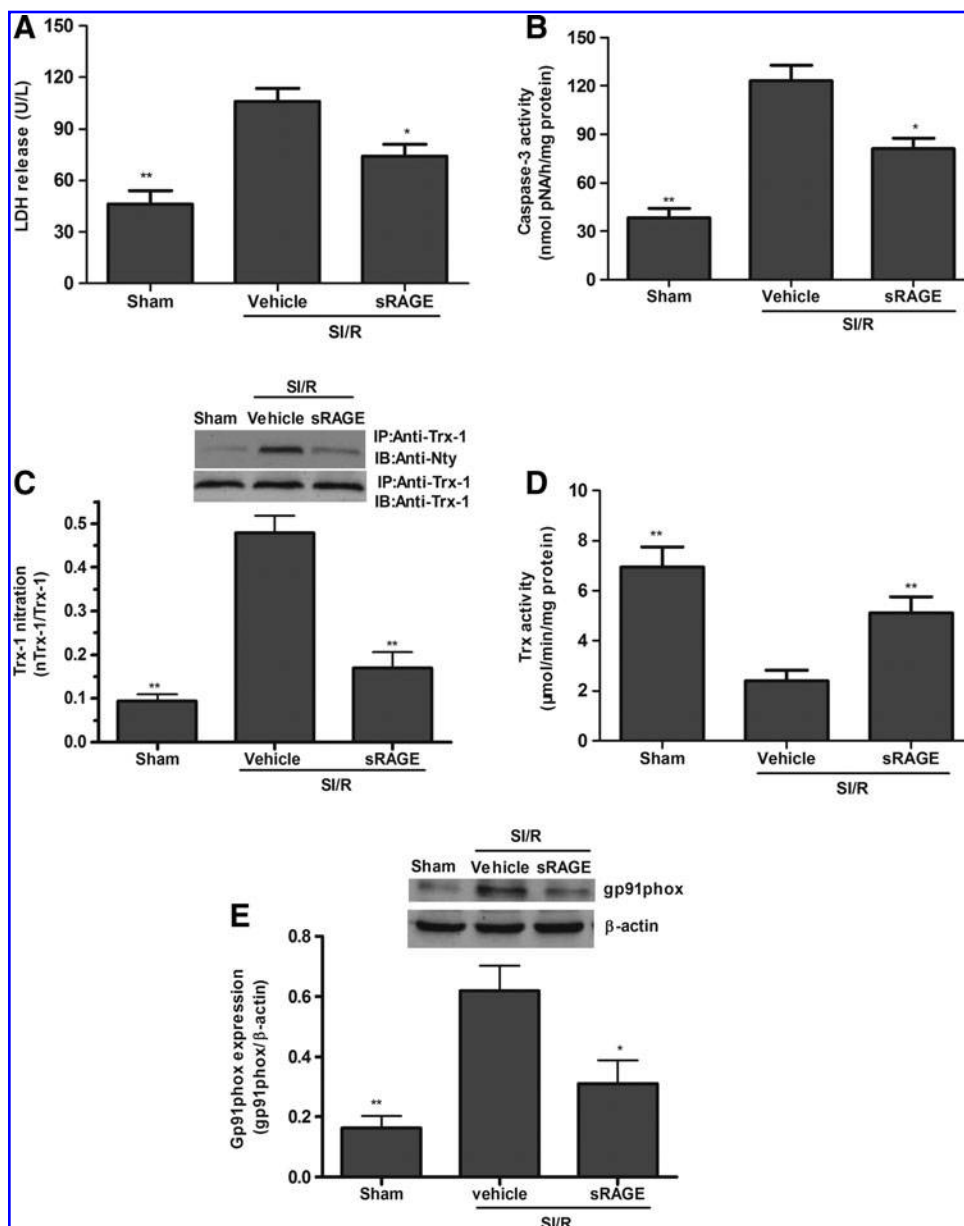 A
LDH release (U/L)
150
120
90
60
30
0
**
*
Sham
Vehicle
sRAGE
SI/R
B
Caspase-3 activity
(nmol pNA/h/mg protein)
150
120
90
60
30
0
**
*
Sham
Vehicle
sRAGE
SI/R
SI/R
Sham Vehicle sRAGE
IP:Anti-Trx-1
IB:Anti-Nty
IP:Anti-Trx-1
IB:Anti-Trx-1
C
Trx-1 nitration
(nTrx-1/Trx-1)
0.5
0.4
0.3
0.2
0.1
0.0
**
**
Sham
Vehicle
sRAGE
SI/R
D
Trx activity
(μmol/min/mg protein)
10
8
6
4
2
0
**
**
Sham
Vehicle
sRAGE
SI/R
SI/R
Sham Vehicle sRAGE
gp91phox
β-actin
E
Gp91phox expression
(gp91phox/β-actin)
0.8
0.6
0.4
0.2
0.0
**
*
Sham
vehicle
sRAGE
SI/R